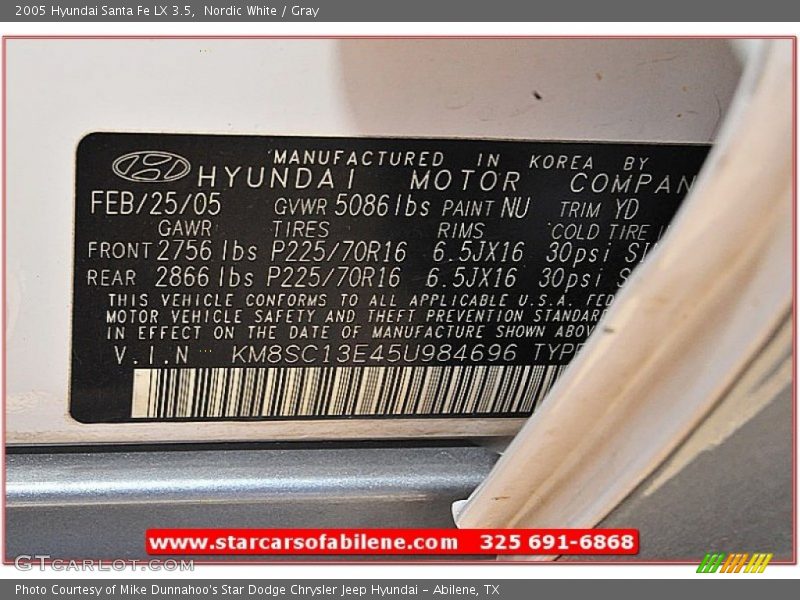 2005 Hyundai Santa Fe LX 3.5, Nordic White / Gray
MANUFACTURED IN KOREA BY
HYUNDAI MOTOR COMPAN
FEB/25/05 GVWR 5086lbs PAINT NU TRIM YD
GAWR TIRES RIMS COLD TIRE
FRONT 2756 lbs P225/70R16 6.5JX16 30psi
REAR 2866 lbs P225/70R16 6.5JX16 30psi
THIS VEHICLE CONFORMS TO ALL APPLICABLE U.S.A. FED
MOTOR VEHICLE SAFETY AND THEFT PREVENTION STANDAR
IN EFFECT ON THE DATE OF MANUFACTURE SHOWN ABOV
V.I.N KM8SC13E45U984696 TYPE
www.starcarsofabilene.com 325 691-6868
GTcarlot.com
Photo Courtesy of Mike Dunnahoo's Star Dodge Chrysler Jeep Hyundai - Abilene, TX